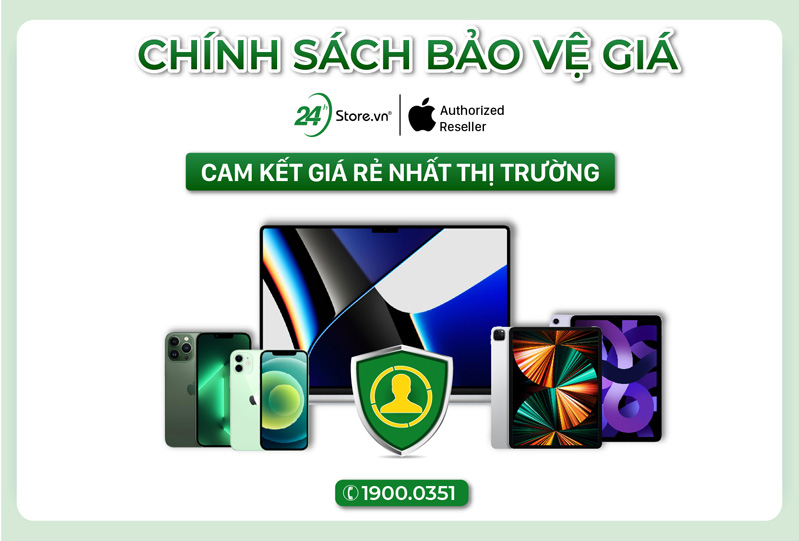 CHÍNH SÁCH BẢO VỆ GIÁ
24h Store.vn® Authorized
Reseller
CAM KẾT GIÁ RẺ NHẤT THỊ TRƯỜNG
1900.0351